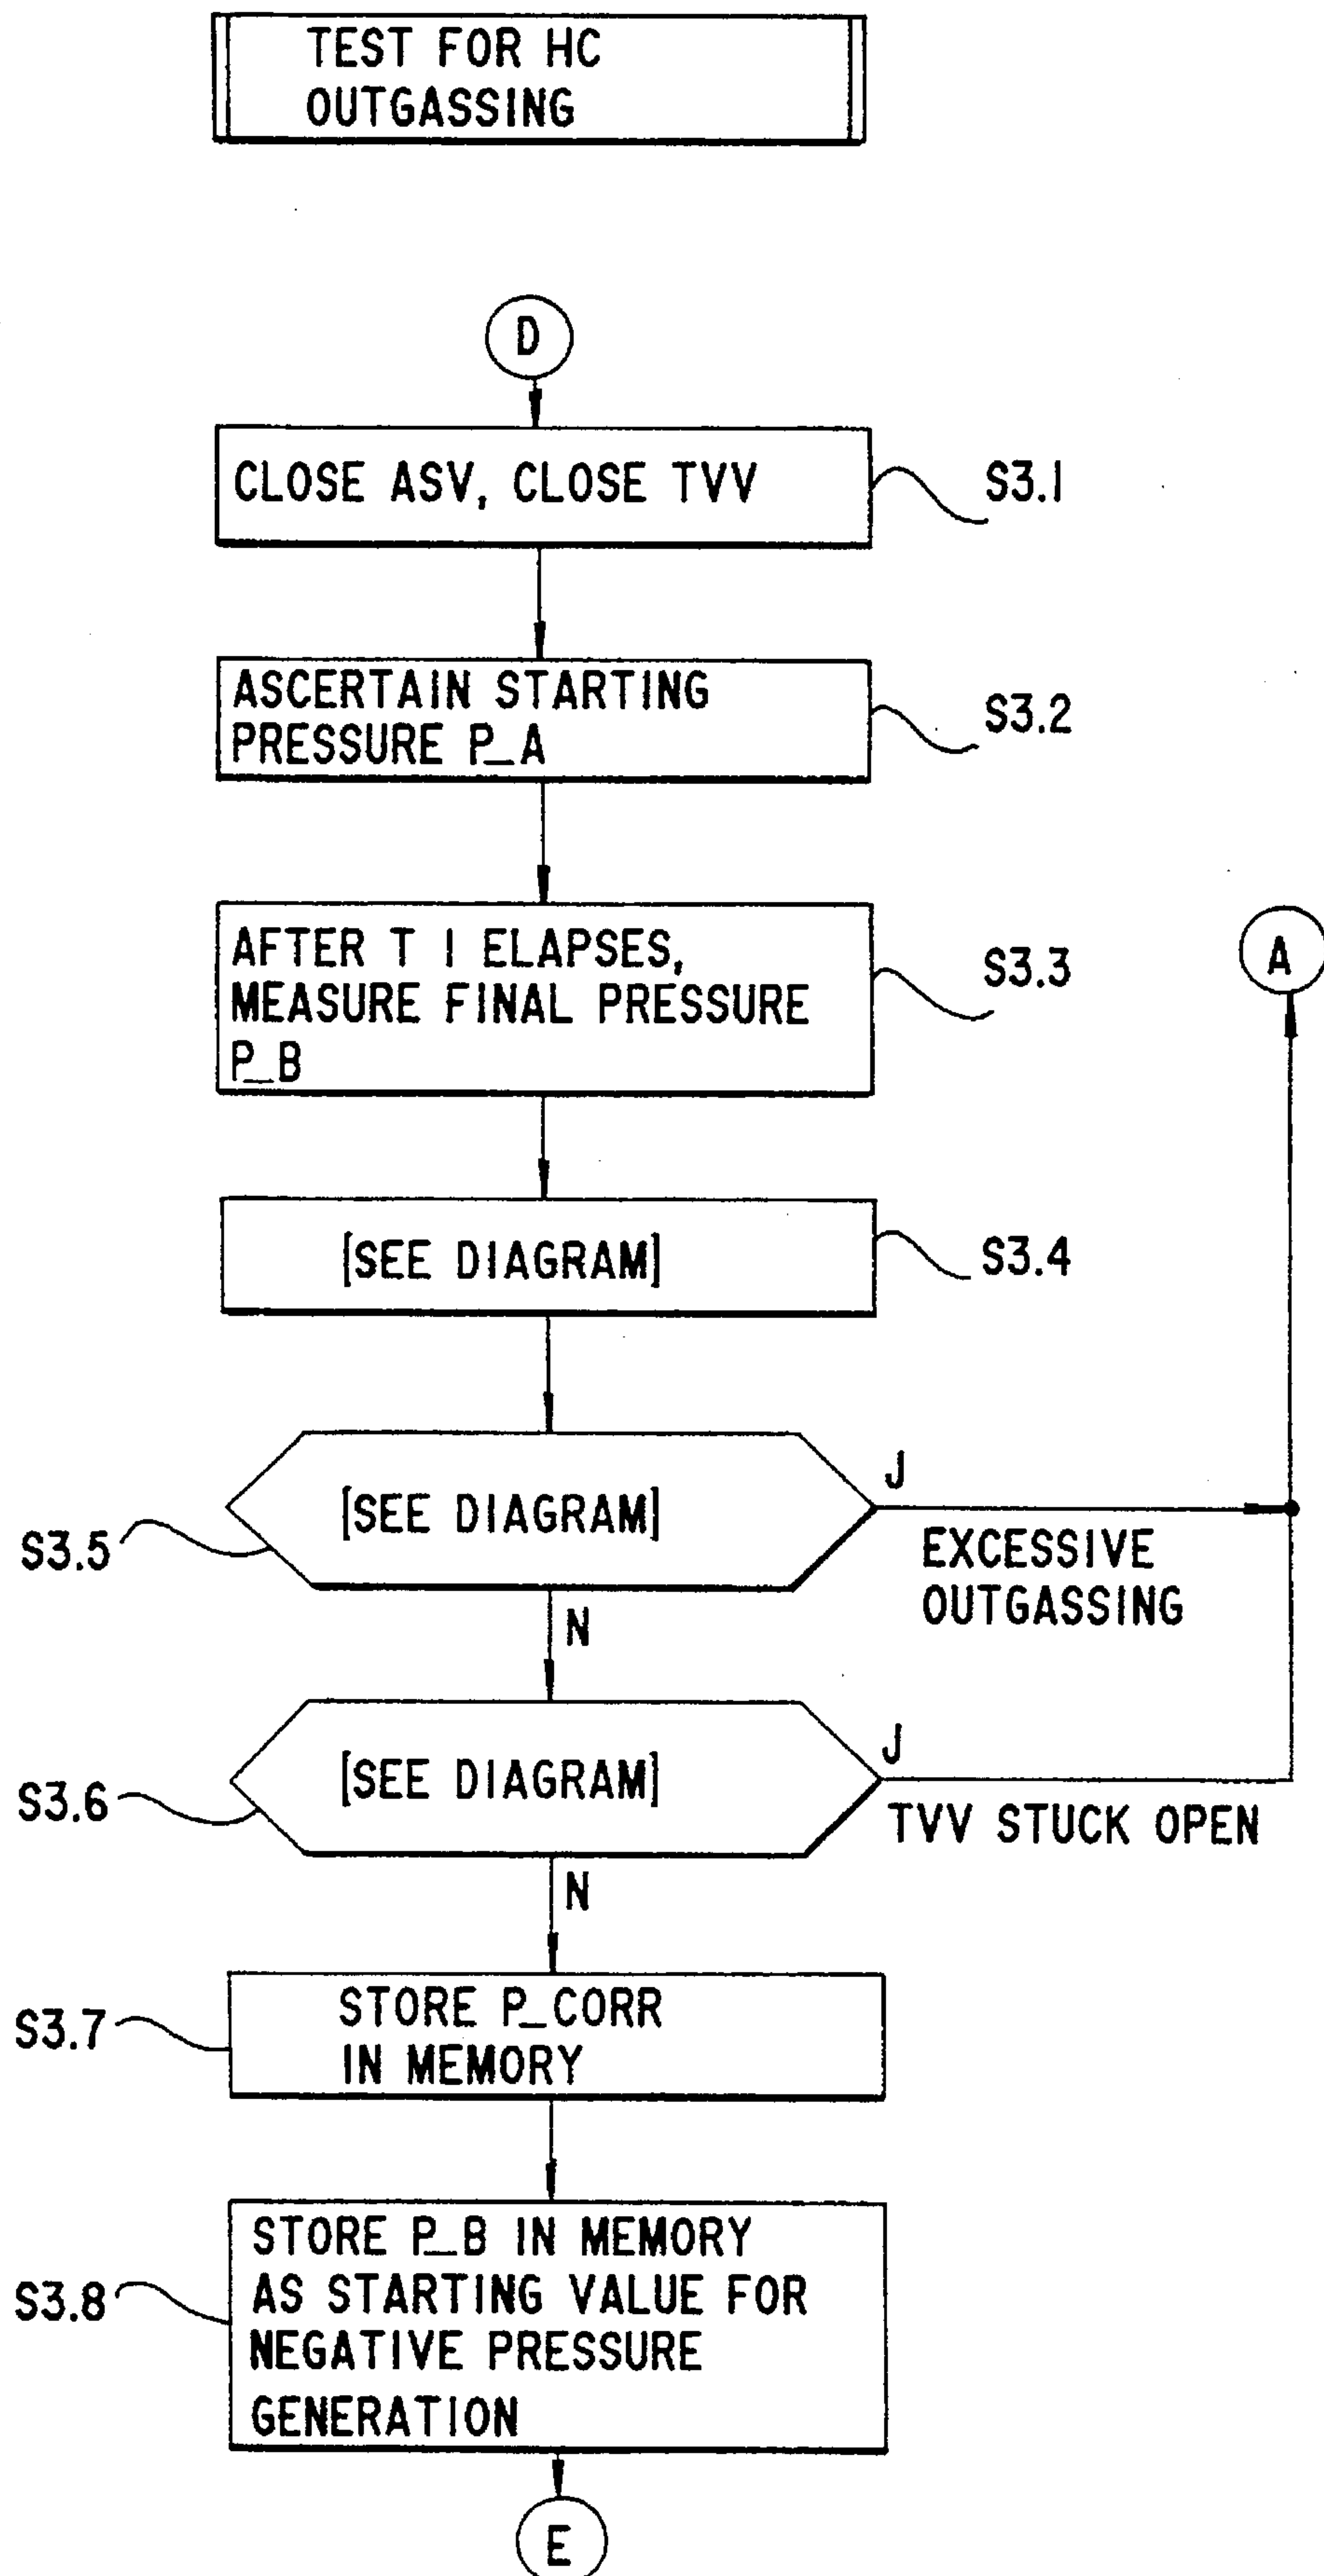 TEST FOR HC
OUTGASSING
D
CLOSE ASV, CLOSE TVV
S3.1
ASCERTAIN STARTING
PRESSURE P_A
S3.2
AFTER T 1 ELAPSES,
MEASURE FINAL PRESSURE
P_B
S3.3
A
[SEE DIAGRAM]
S3.4
[SEE DIAGRAM]
S3.5
J
EXCESSIVE
OUTGASSING
N
[SEE DIAGRAM]
S3.6
J
TVV STUCK OPEN
N
STORE P_CORR
IN MEMORY
S3.7
STORE P_B IN MEMORY
AS STARTING VALUE FOR
NEGATIVE PRESSURE
GENERATION
S3.8
E